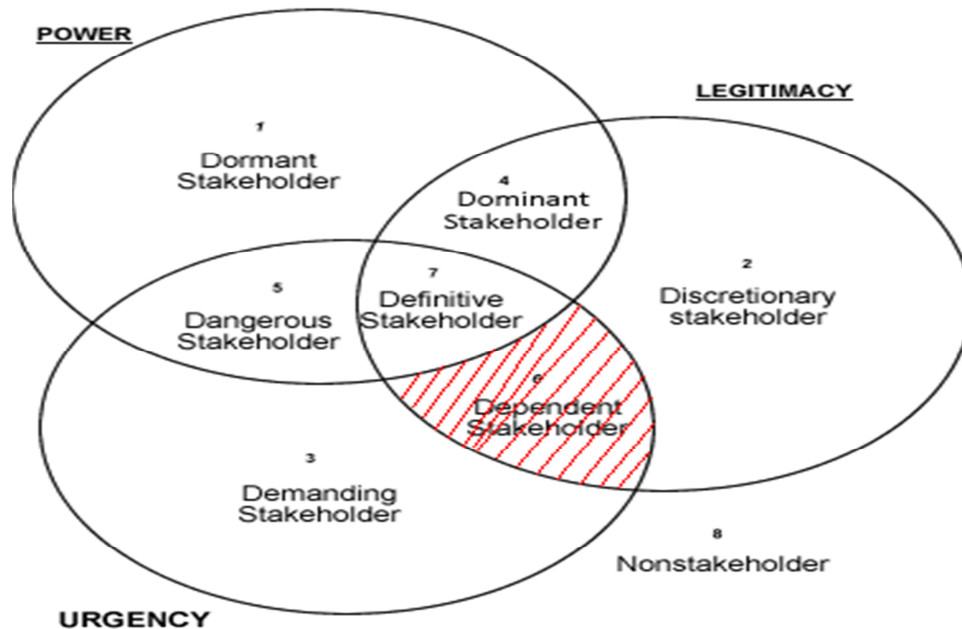 POWER
LEGITIMACY
1
Dormant
Stakeholder
4
Dominant
Stakeholder
2
Discretionary
stakeholder
5
Dangerous
Stakeholder
7
Definitive
Stakeholder
6
Dependent
Stakeholder
3
Demanding
Stakeholder
8
Nonstakeholder
URGENCY